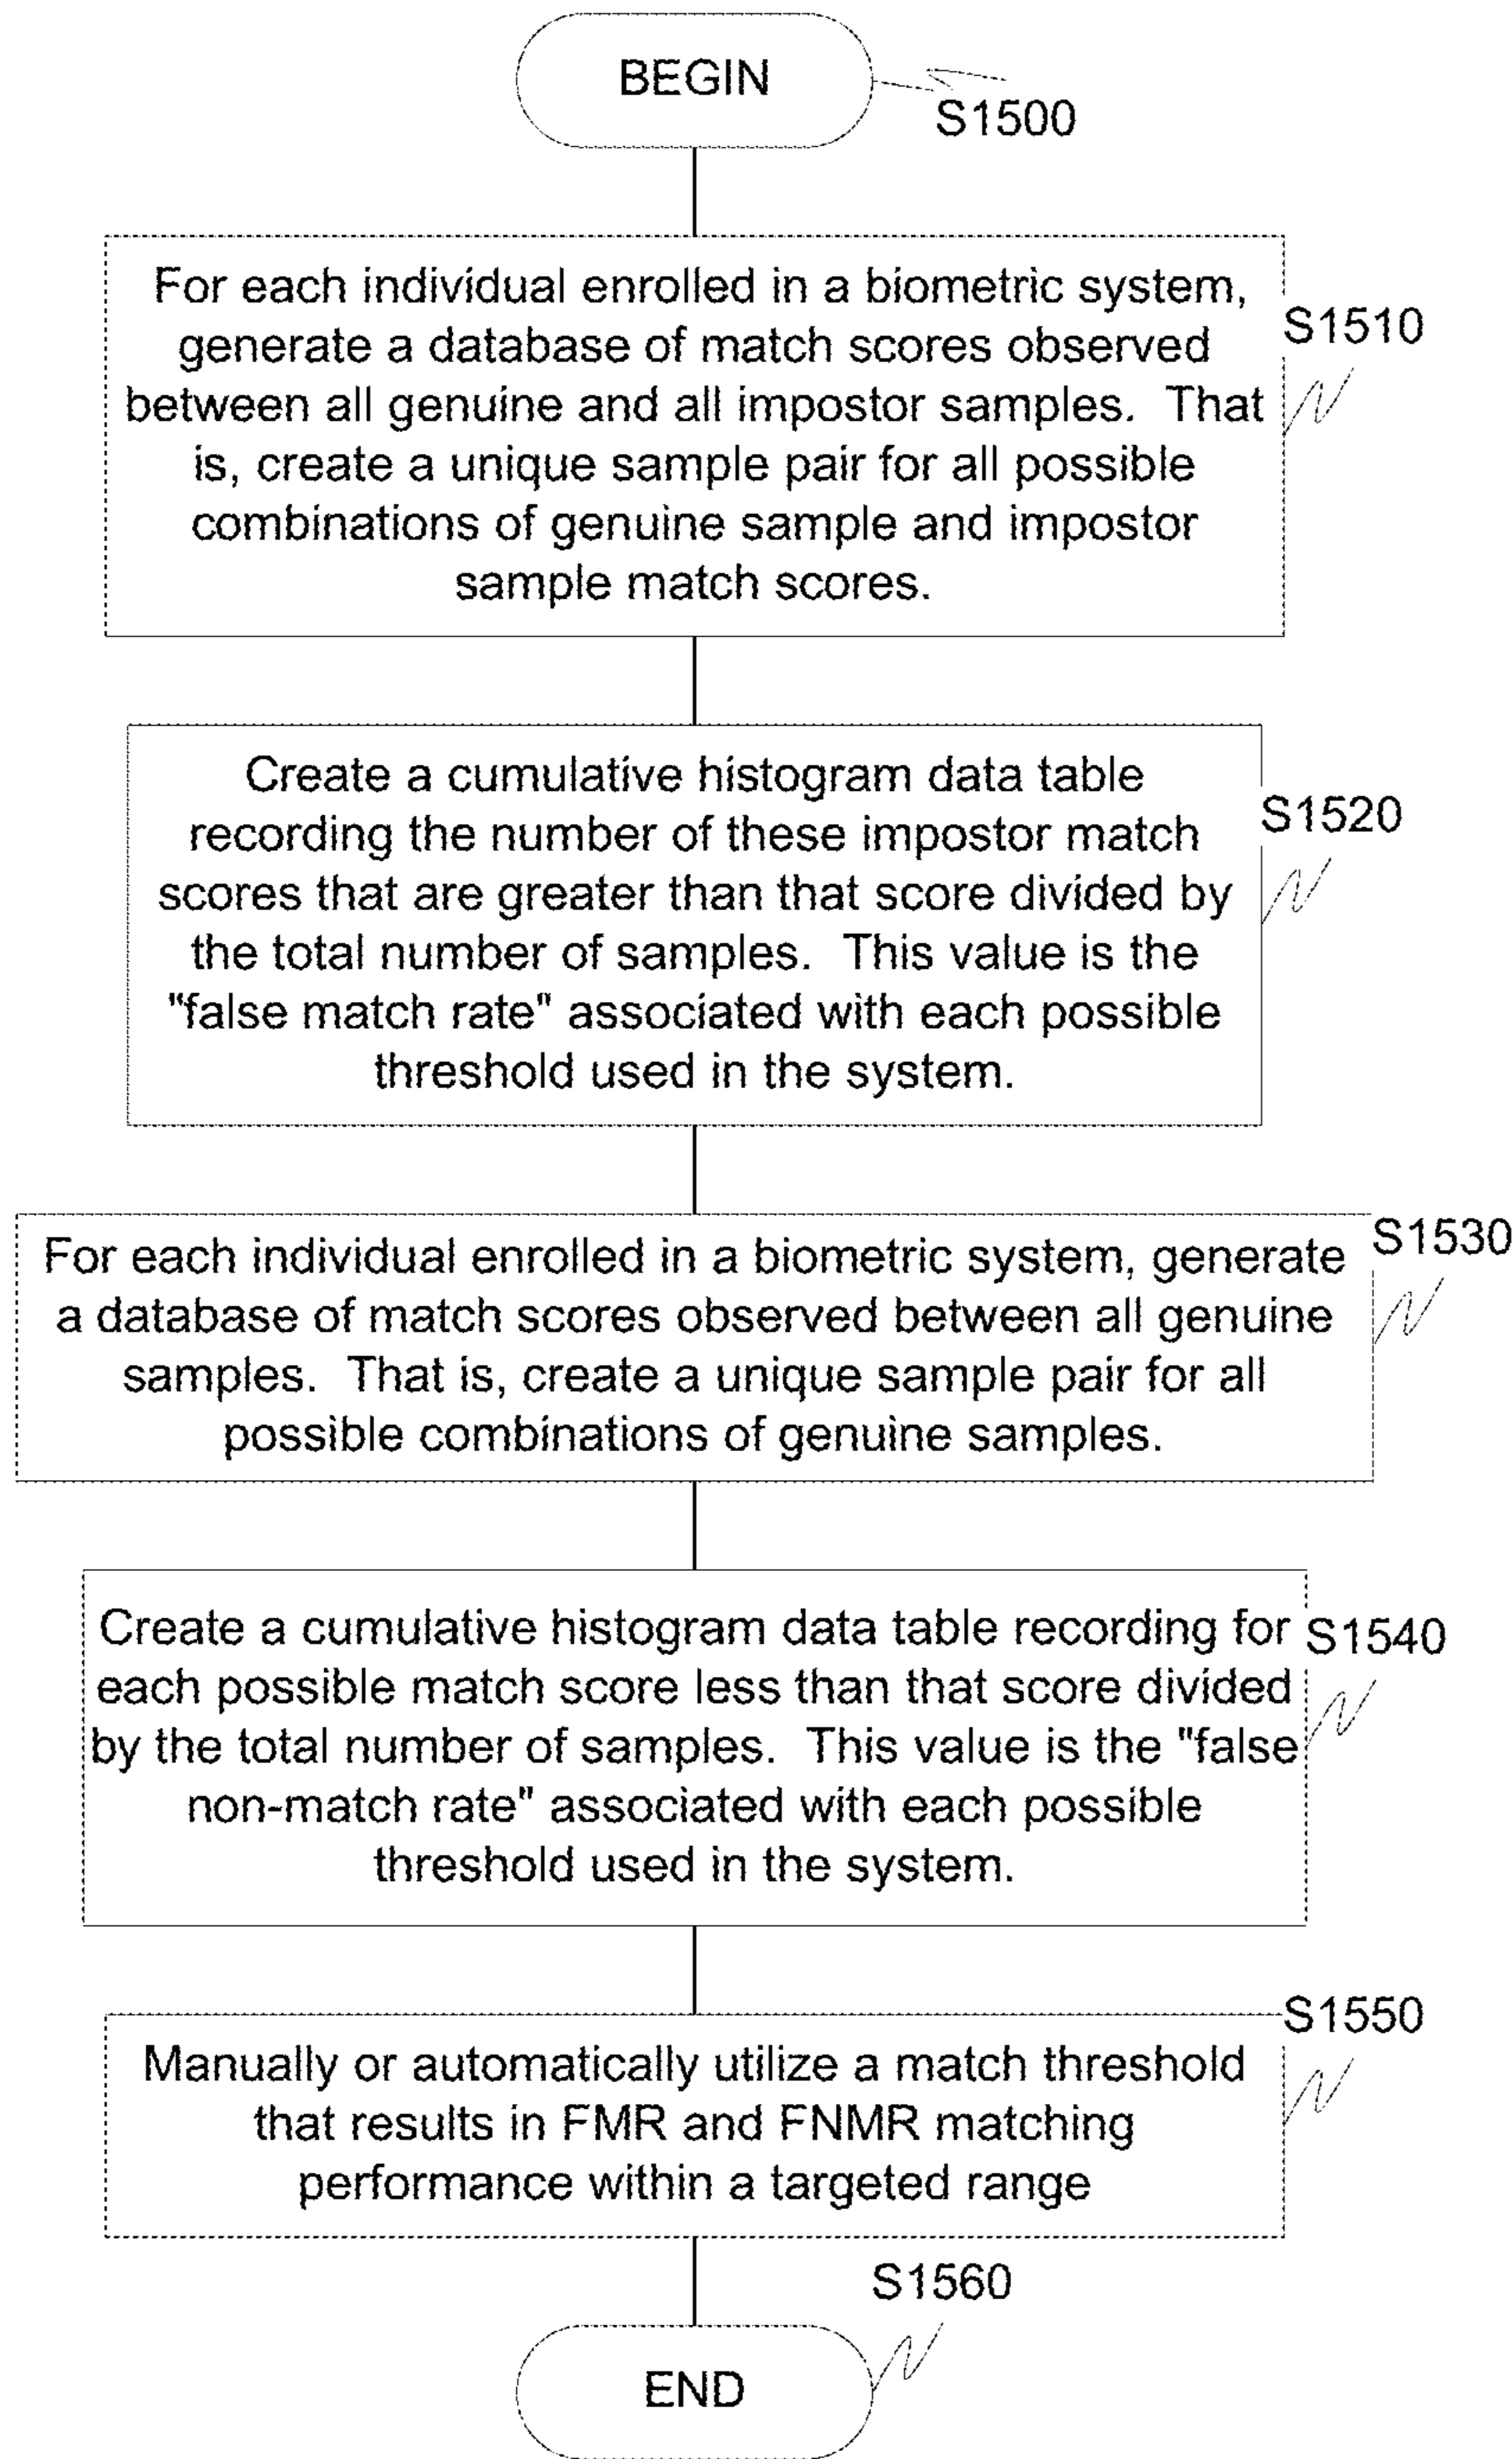 BEGIN
S1500
For each individual enrolled in a biometric system,
generate a database of match scores observed
between all genuine and all impostor samples. That
is, create a unique sample pair for all possible
combinations of genuine sample and impostor
sample match scores.
S1510
Create a cumulative histogram data table
recording the number of these impostor match
scores that are greater than that score divided by
the total number of samples. This value is the
"false match rate" associated with each possible
threshold used in the system.
S1520
For each individual enrolled in a biometric system, generate
a database of match scores observed between all genuine
samples. That is, create a unique sample pair for all
possible combinations of genuine samples.
S1530
Create a cumulative histogram data table recording for
each possible match score less than that score divided
by the total number of samples. This value is the "false
non-match rate" associated with each possible
threshold used in the system.
S1540
Manually or automatically utilize a match threshold
that results in FMR and FNMR matching
performance within a targeted range
S1550
END
S1560